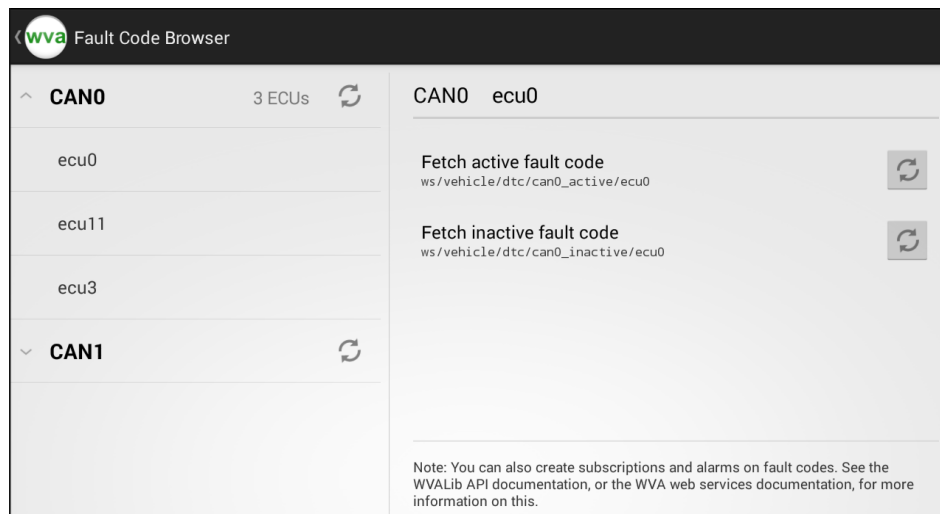 wva Fault Code Browser
CAN0 3 ECUs
ecu0
ecu11
ecu3
CAN1
CAN0 ecu0
Fetch active fault code
ws/vehicle/dtc/can0_active/ecu0
Fetch inactive fault code
ws/vehicle/dtc/can0_inactive/ecu0
Note: You can also create subscriptions and alarms on fault codes. See the
WVALib API documentation, or the WVA web services documentation, for more
information on this.